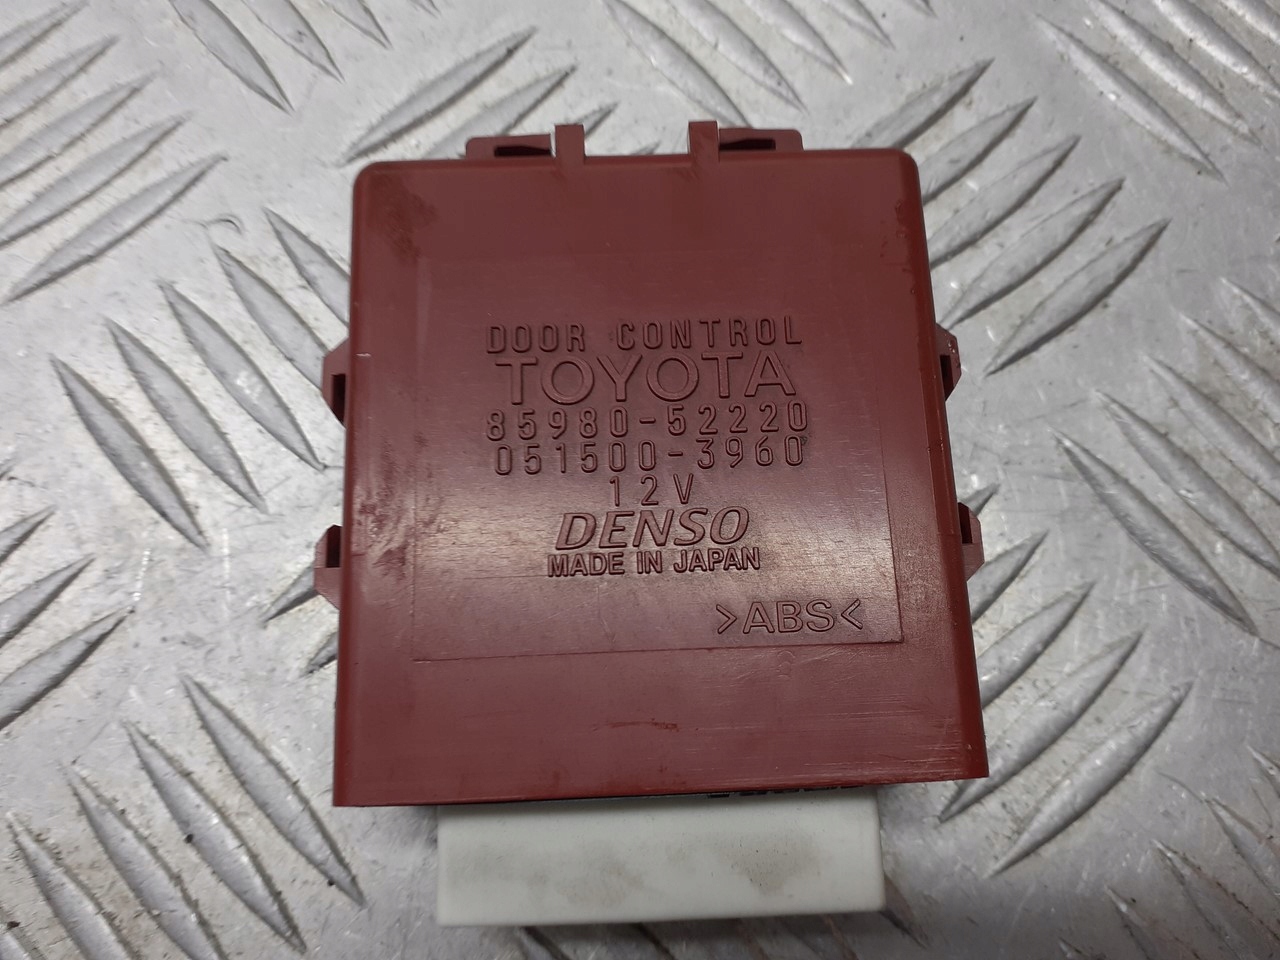 DOOR CONTROL
TOYOTA
85980-52220
051500-3960
12V
DENSO
MADE IN JAPAN
>ABS<